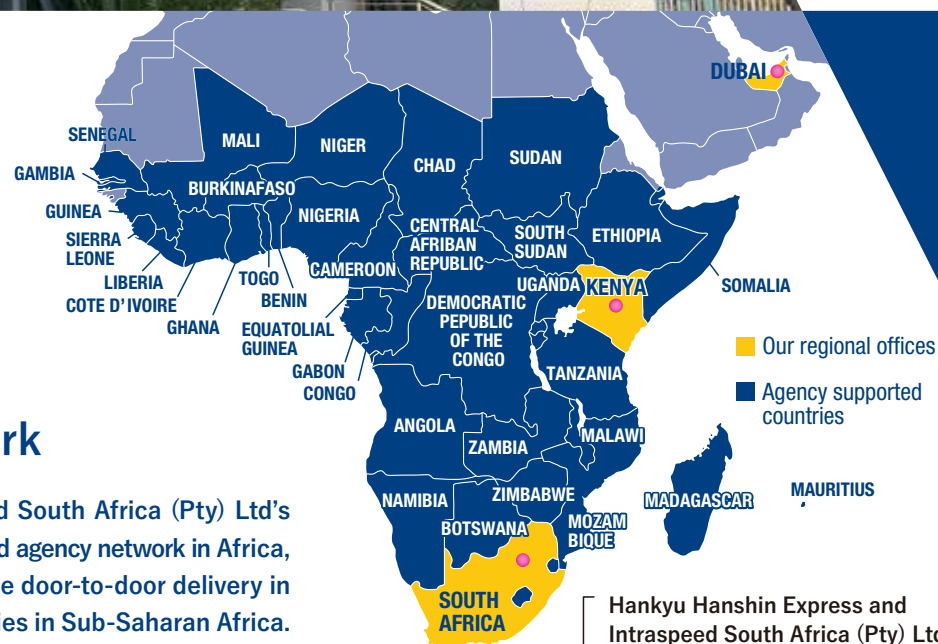 DUBAI
SENEGAL
MALI
NIGER
CHAD
SUDAN
GAMBIA
BURKINAFASO
GUINEA
NIGERIA
SIERRA
LEONE
CENTRAL
AFRIBAN
REPUBLIC
SOUTH
SUDAN
ETHIOPIA
LIBERIA
TOGO
CAMEROON
COTE D'IVOIRE
BENIN
GHANA
UGANDA
KENYA
SOMALIA
EQUATOLIAL
GUINEA
DEMOCRATIC
PEPUBLIC
OF THE
CONGO
GABON
CONGO
TANZANIA
Our regional offices
Agency supported
countries
ANGOLA
ZAMBIA
MALAWI
NAMIBIA
ZIMBABWE
MADAGASCAR
MAURITIUS
BOTSWANA
MOZAM
BIQUE
SOUTH
AFRICA
rk
d South Africa (Pty) Ltd's
d agency network in Africa,
e door-to-door delivery in
ies in Sub-Saharan Africa.
Hankyu Hanshin Express and
Intraspeed South Africa (Pty) Ltd